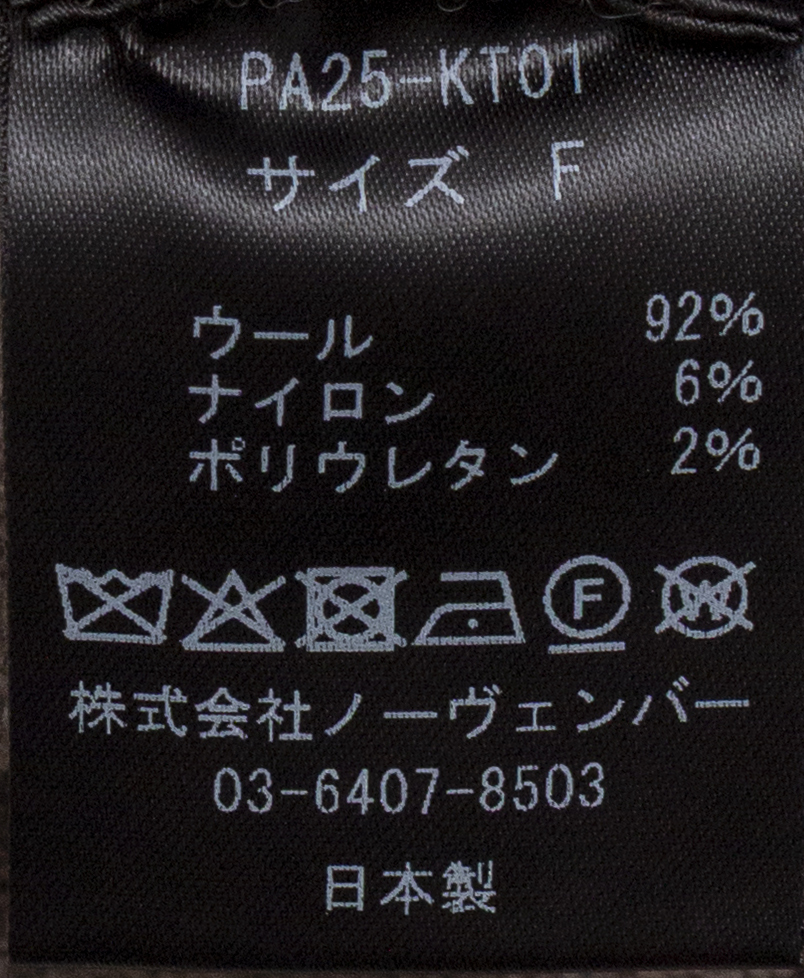 PA25-KT01
サイズ F
ウール 92%
ナイロン 6%
ポリウレタン 2%
F W
株式会社ノーヴェンバー
03-6407-8503
日本製